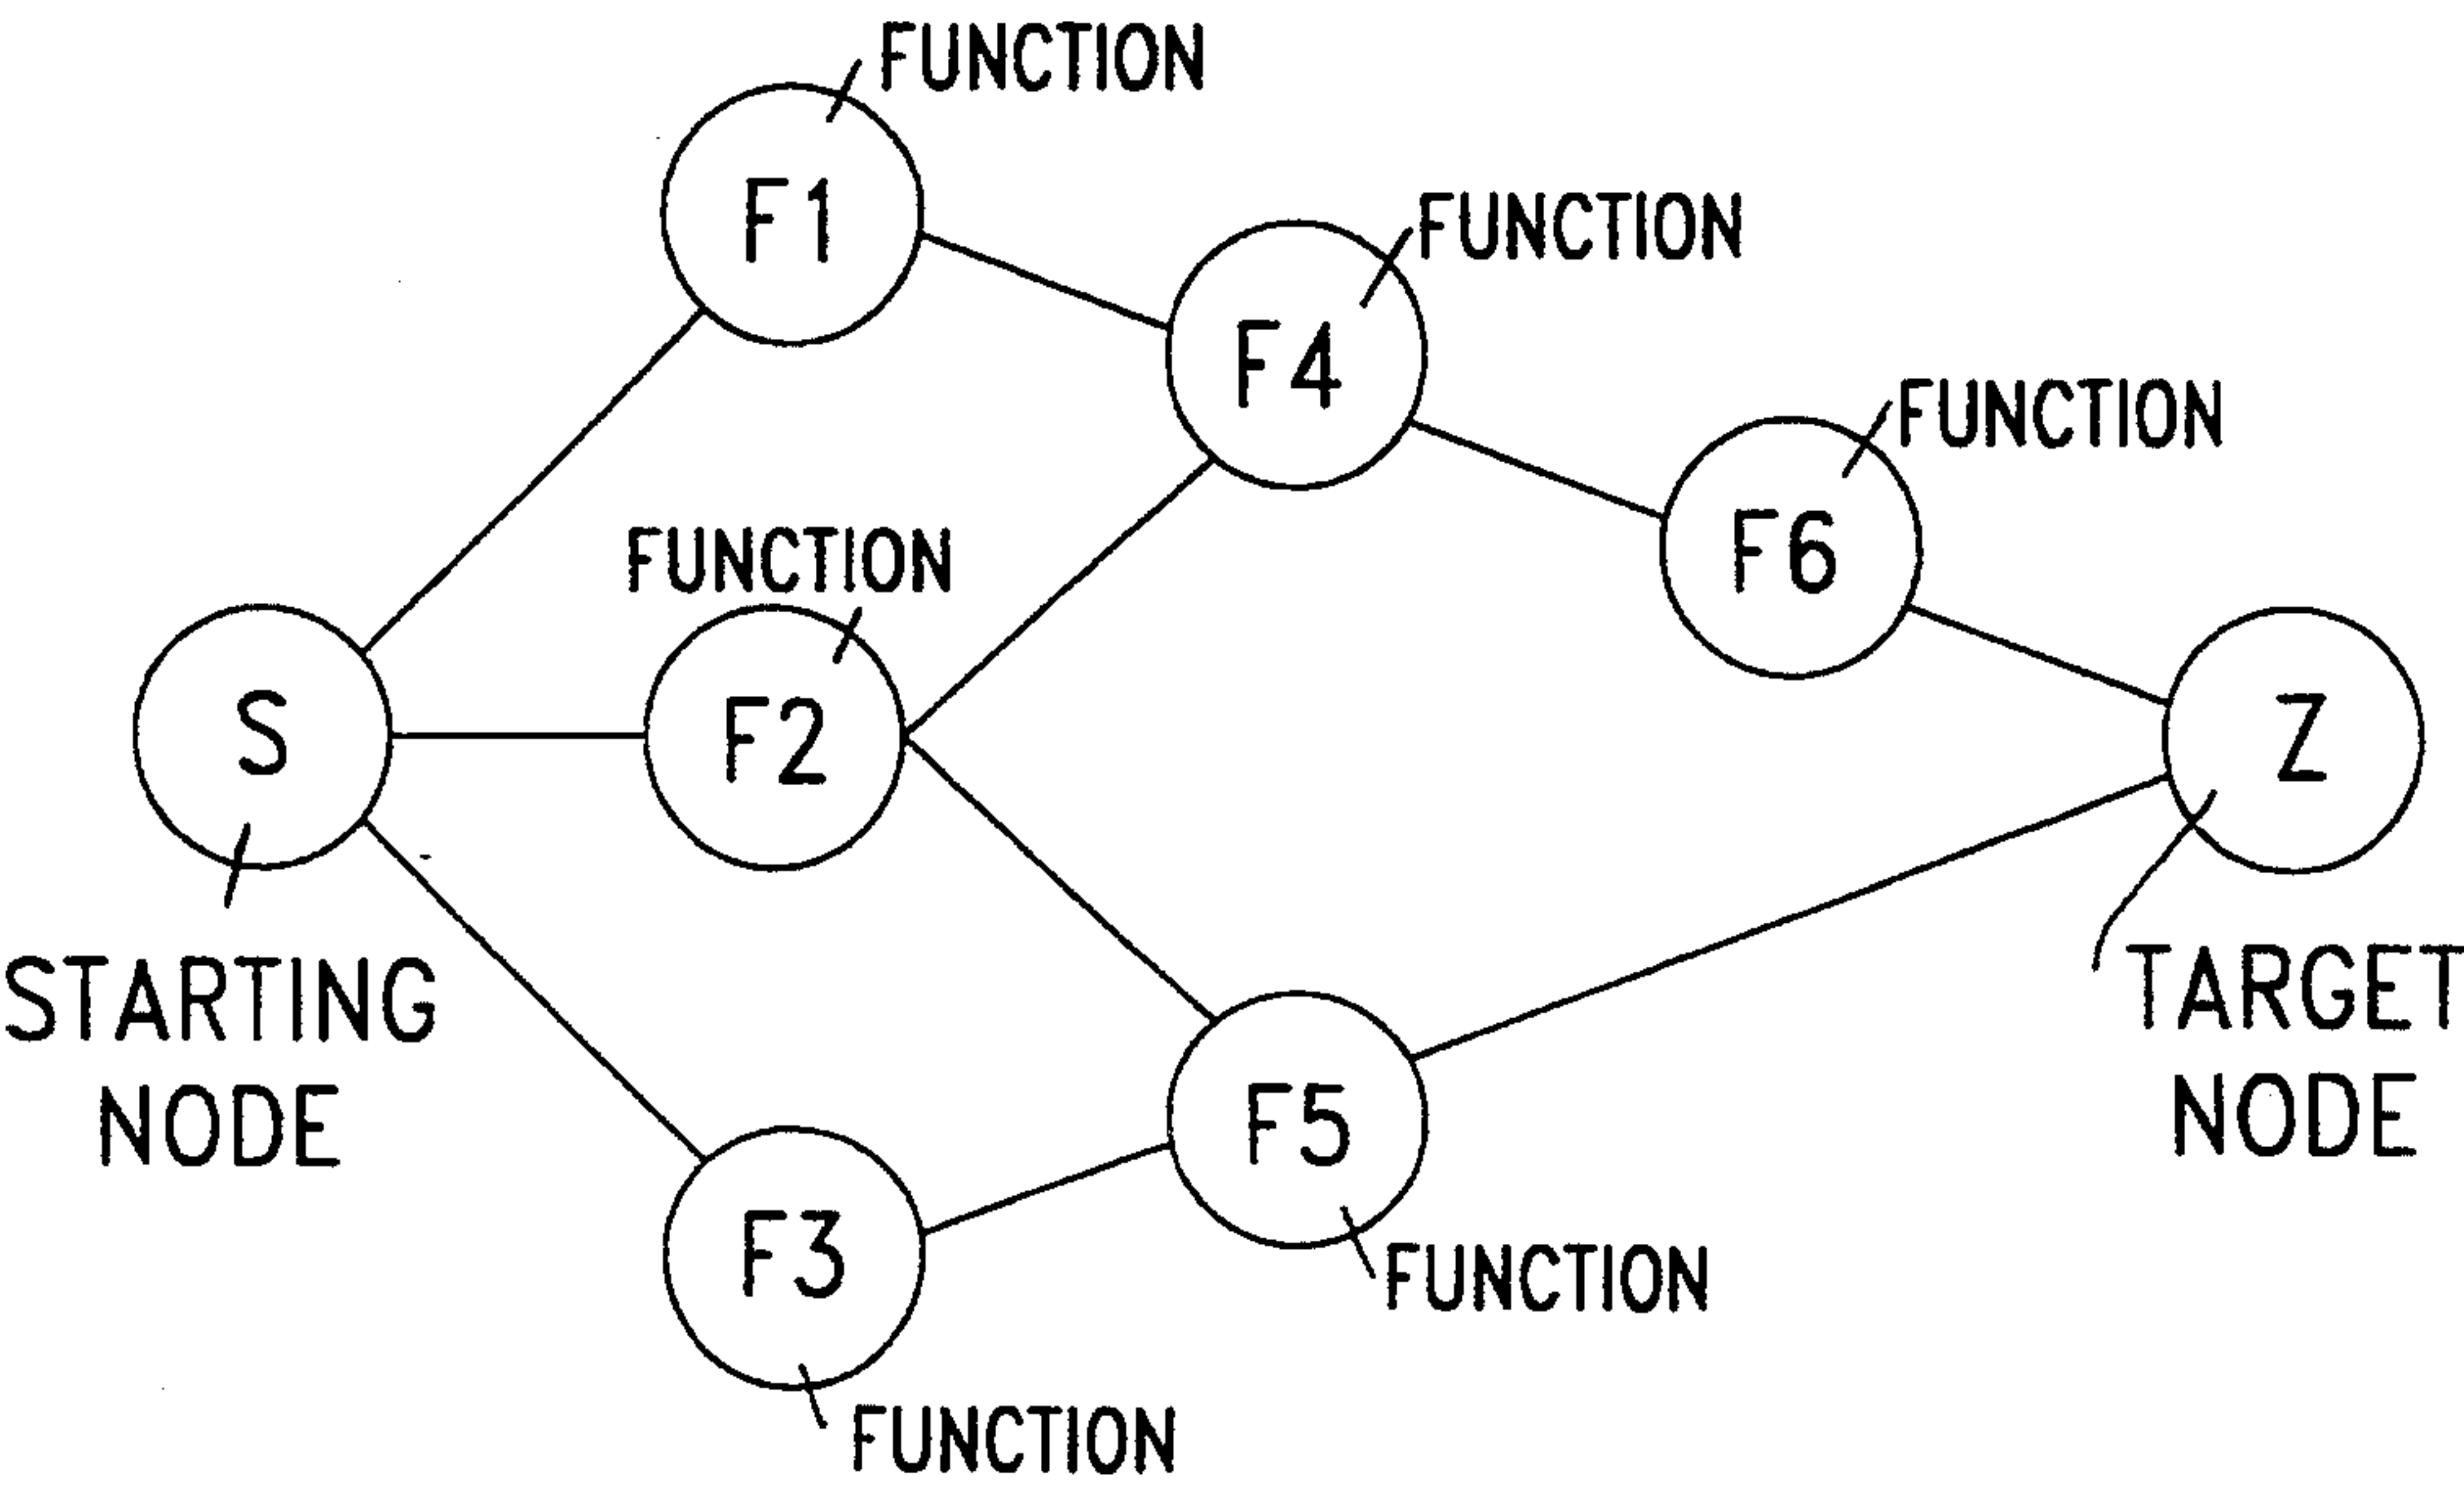 FUNCTION
F1
FUNCTION
F4
FUNCTION
F6
FUNCTION
S
F2
Z
STARTING
NODE
TARGET
NODE
F5
FUNCTION
F3
FUNCTION